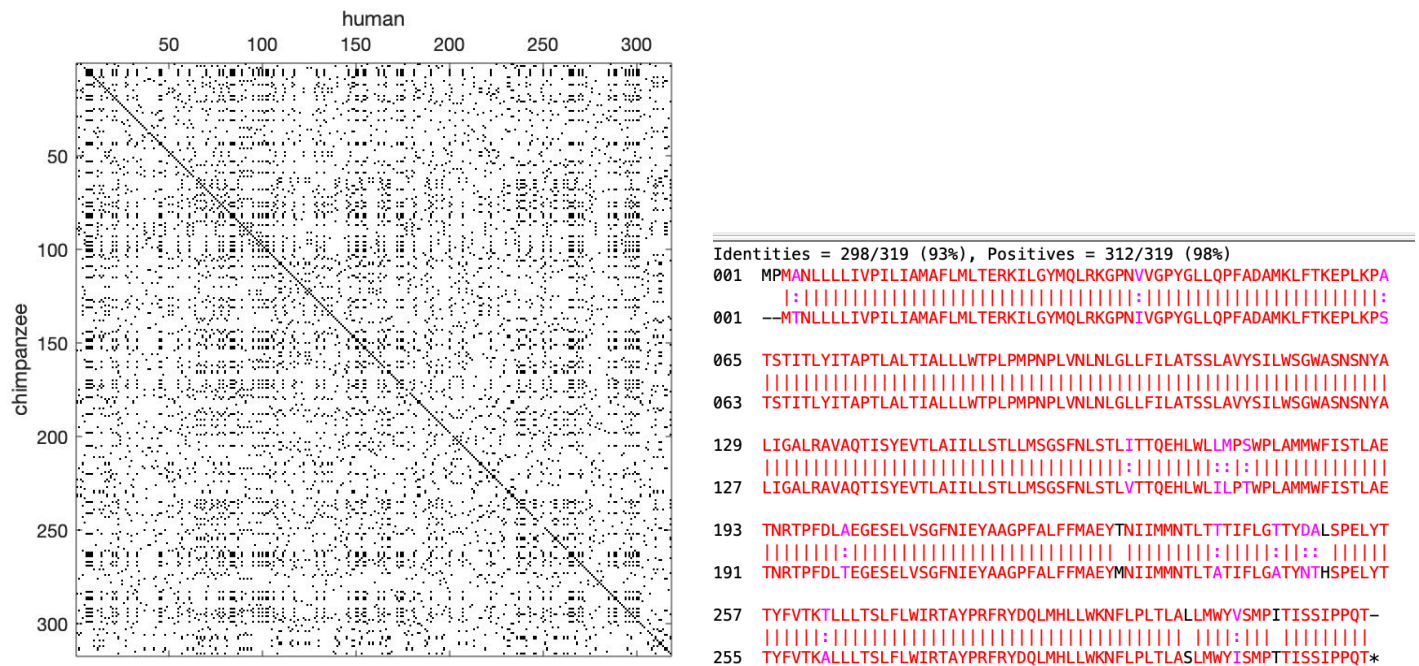 human
50 100 150 200 250 300
50
100
150
200
250
300
chimpanzee
Identities = 298/319 (93%), Positives = 312/319 (98%)
001 MPMANLLLLIVPILIAMAFLMLTERKILGYMQLRKGPNVVGPYGLLQPFADAMKLFTKEPLKPA
      |:||||||||||||||||||||||||||||||||||:||||||||||||||||||||||||:
001 --MTNLLLLIVPILIAMAFLMLTERKILGYMQLRKGPNIVGPYGLLQPFADAMKLFTKEPLKPS
065 TSTITLYITAPTLALTIALLLWTPLPMPNPLVNLNLGLLFILATSSLAVYSILWSGWASNSNYA
    ||||||||||||||||||||||||||||||||||||||||||||||||||||||||||||||||
063 TSTITLYITAPTLALTIALLLWTPLPMPNPLVNLNLGLLFILATSSLAVYSILWSGWASNSNYA
129 LIGALRAVAQTISYEVTLAIILLSTLLMSGSFNLSTLITTQEHLWLLMPSWPLAMMWFISTLAE
    |||||||||||||||||||||||||||||||||||||:||||||||::|:||||||||||||||
127 LIGALRAVAQTISYEVTLAIILLSTLLMSGSFNLSTLVTTQEHLWLILPTWPLAMMWFISTLAE
193 TNRTPFDLAEGESELVSGFNIEYAAGPFALFFMAEYTNIIMMNTLTTTIFLGTTYDALSPELYT
    ||||||||:||||||||||||||||||||||||||| |||||||||:|||||:||:: ||||||
191 TNRTPFDLTEGESELVSGFNIEYAAGPFALFFMAEYMNIIMMNTLTATIFLGATYNTHSPELYT
257 TYFVTKTLLLTSLFLWIRTAYPRFRYDQLMHLLWKNFLPLTLALLMWYVSMPITISSIPPQT-
    ||||||:|||||||||||||||||||||||||||||||||||| ||||:||| |||||||||
255 TYFVTKALLLTSLFLWIRTAYPRFRYDQLMHLLWKNFLPLTLASLMWYISMPTTISSIPPQT*